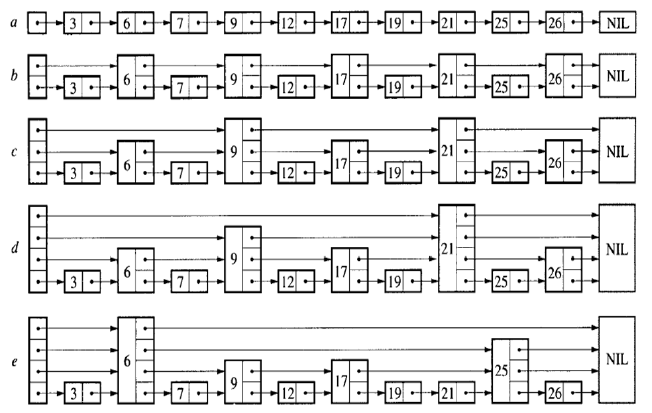 a 3 6 7 9 12 17 19 21 25 26 NIL
b 3 6 7 9 12 17 19 21 25 26 NIL
c 3 6 7 9 12 17 19 21 25 26 NIL
d 3 6 7 9 12 17 19 21 25 26 NIL
e 3 6 7 9 12 17 19 21 25 26 NIL